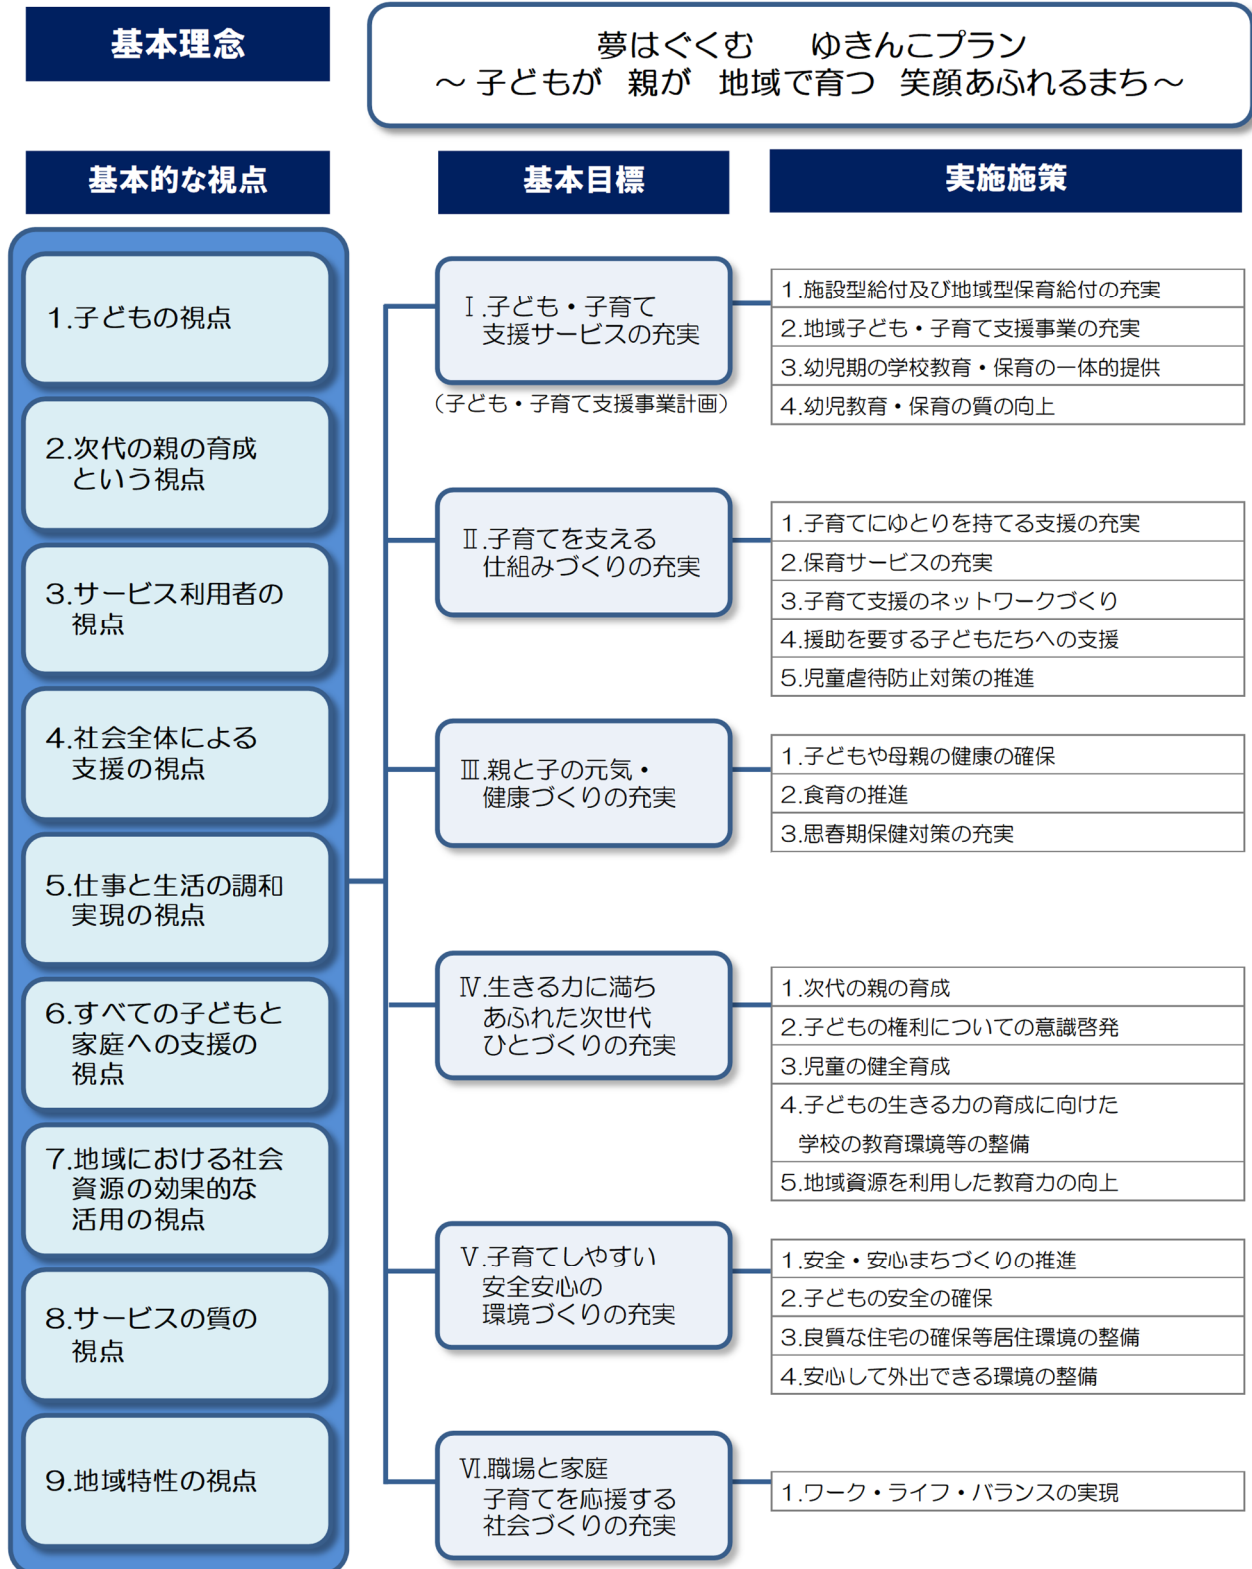 基本理念
夢はぐくむ　ゆきんこプラン
～子どもが 親が 地域で育つ 笑顔あふれるまち～
基本的な視点
基本目標
実施施策
1.子どもの視点
2.次代の親の育成
という視点
3.サービス利用者の
視点
4.社会全体による
支援の視点
5.仕事と生活の調和
実現の視点
6.すべての子どもと
家庭への支援の
視点
7.地域における社会
資源の効果的な
活用の視点
8.サービスの質の
視点
9.地域特性の視点
Ⅰ.子ども・子育て
支援サービスの充実
（子ども・子育て支援事業計画）
1.施設型給付及び地域型保育給付の充実
2.地域子ども・子育て支援事業の充実
3.幼児期の学校教育・保育の一体的提供
4.幼児教育・保育の質の向上
Ⅱ.子育てを支える
仕組みづくりの充実
1.子育てにゆとりを持てる支援の充実
2.保育サービスの充実
3.子育て支援のネットワークづくり
4.援助を要する子どもたちへの支援
5.児童虐待防止対策の推進
Ⅲ.親と子の元気・
健康づくりの充実
1.子どもや母親の健康の確保
2.食育の推進
3.思春期保健対策の充実
Ⅳ.生きる力に満ち
あふれた次世代
ひとづくりの充実
1.次代の親の育成
2.子どもの権利についての意識啓発
3.児童の健全育成
4.子どもの生きる力の育成に向けた
学校の教育環境等の整備
5.地域資源を利用した教育力の向上
Ⅴ.子育てしやすい
安全安心の
環境づくりの充実
1.安全・安心まちづくりの推進
2.子どもの安全の確保
3.良質な住宅の確保等居住環境の整備
4.安心して外出できる環境の整備
Ⅵ.職場と家庭
子育てを応援する
社会づくりの充実
1.ワーク・ライフ・バランスの実現